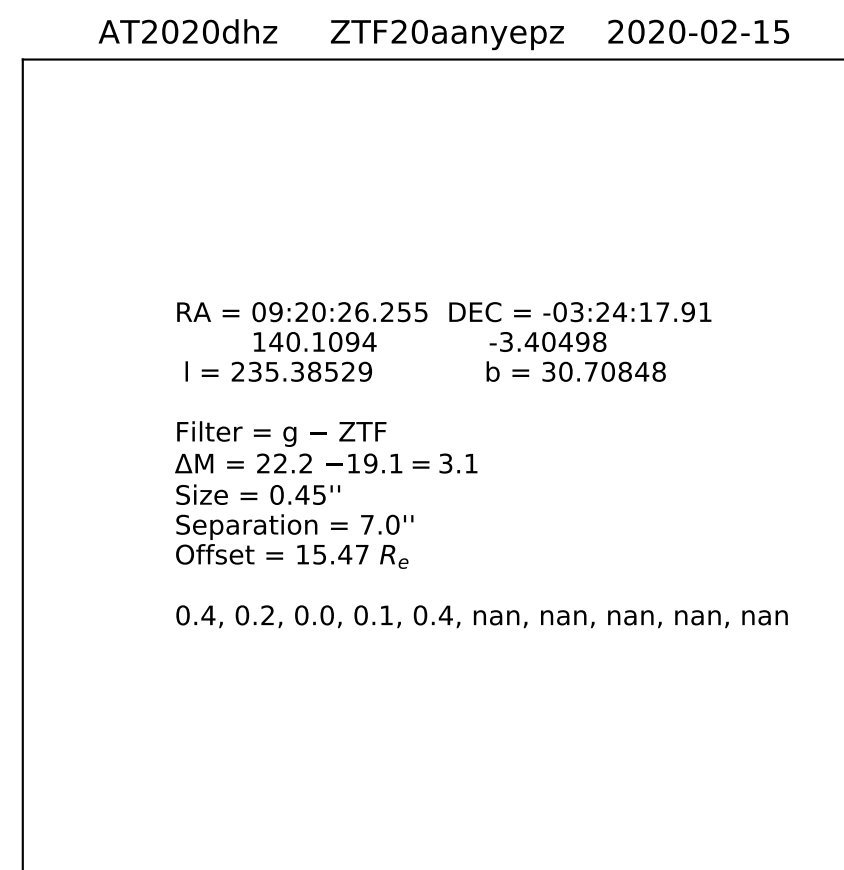 AT2020dhz ZTF20aanyepz 2020-02-15
RA = 09:20:26.255 DEC = -03:24:17.91
140.1094 -3.40498
l = 235.38529 b = 30.70848
Filter = g − ZTF
ΔM = 22.2 −19.1 = 3.1
Size = 0.45''
Separation = 7.0''
Offset = 15.47 Re
0.4, 0.2, 0.0, 0.1, 0.4, nan, nan, nan, nan, nan